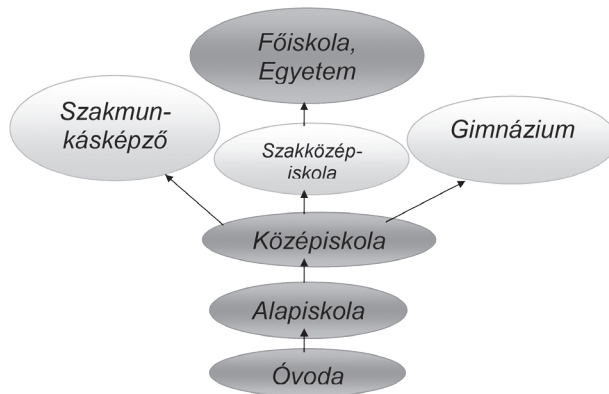 Főiskola,
Egyetem
Szakmun-
kásképző
Szakközép-
iskola
Gimnázium
Középiskola
Alapiskola
Óvoda